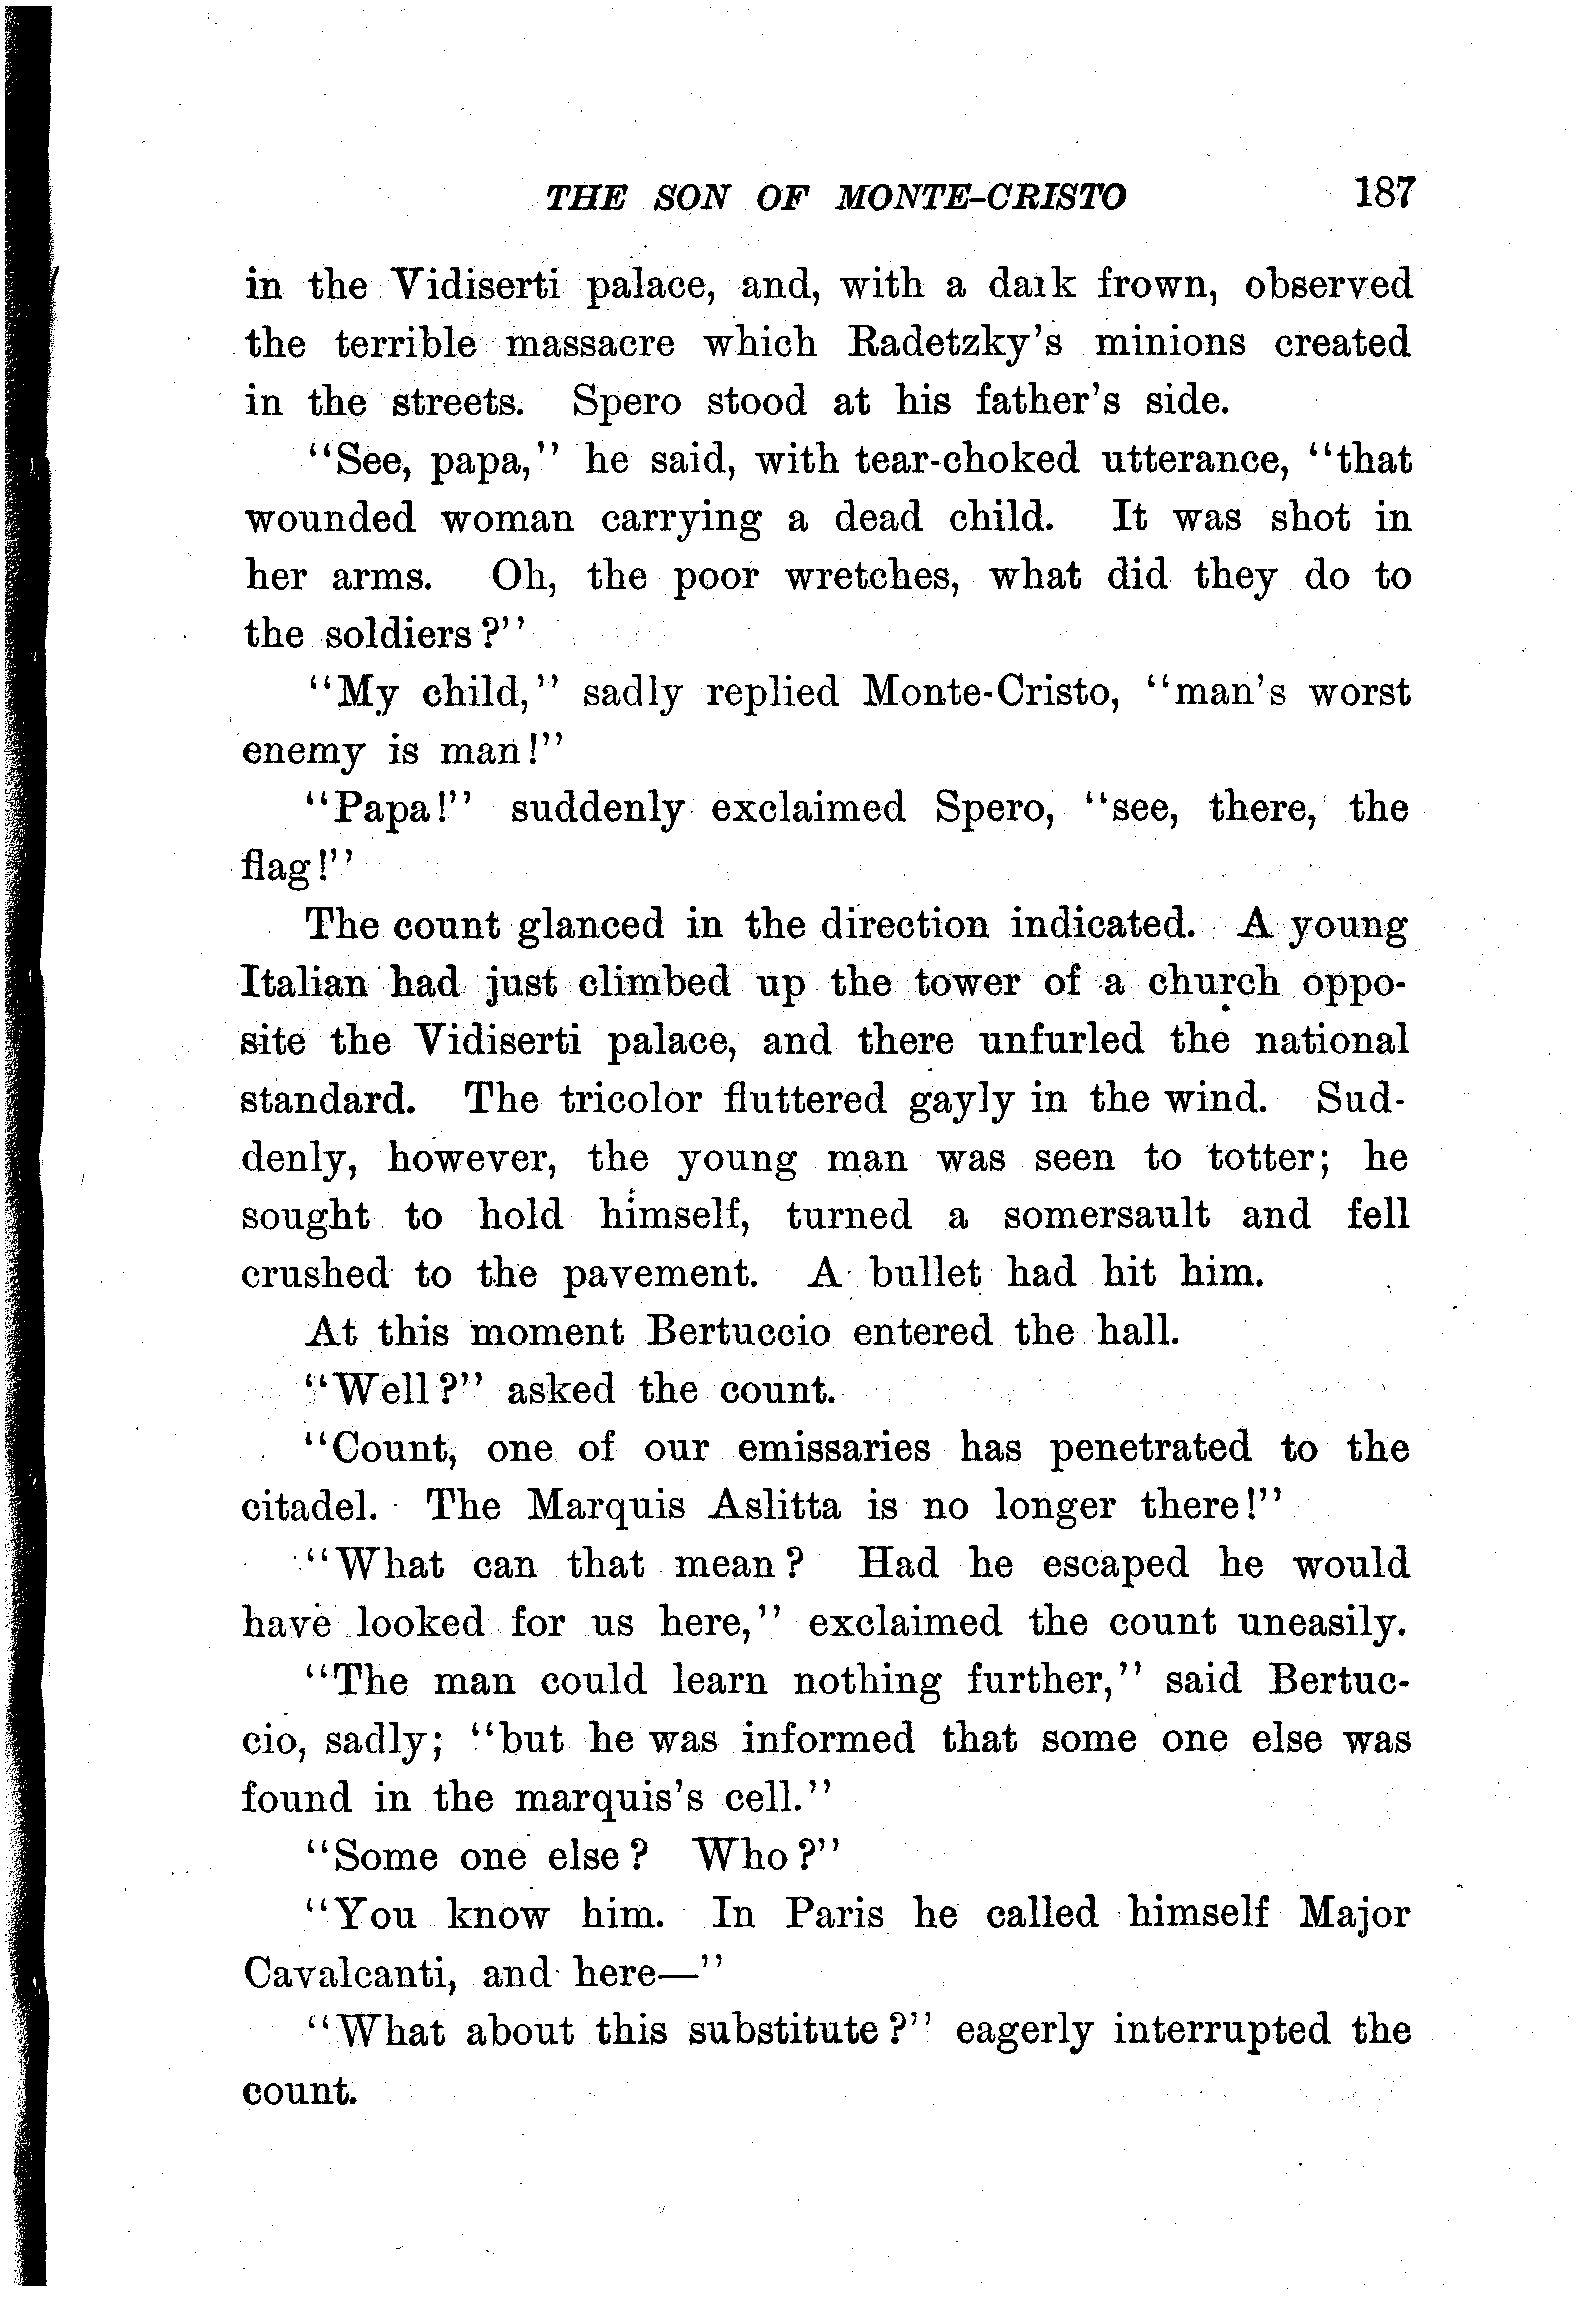 THE SON OF MONTE-CRISTO 187
in the Vidiserti palace, and, with a dark frown, observed
the terrible massacre which Radetzky's minions created
in the streets. Spero stood at his father's side.
"See, papa," he said, with tear-choked utterance, "that
wounded woman carrying a dead child. It was shot in
her arms. Oh, the poor wretches, what did they do to
the soldiers?"
"My child," sadly replied Monte-Cristo, "man's worst
enemy is man!"
"Papa!" suddenly exclaimed Spero, "see, there, the
flag!"
The count glanced in the direction indicated. A young
Italian had just climbed up the tower of a church oppo-
site the Vidiserti palace, and there unfurled the national
standard. The tricolor fluttered gayly in the wind. Sud-
denly, however, the young man was seen to totter; he
sought to hold himself, turned a somersault and fell
crushed to the pavement. A bullet had hit him.
At this moment Bertuccio entered the hall.
"Well?" asked the count.
"Count, one of our emissaries has penetrated to the
citadel. The Marquis Aslitta is no longer there!"
"What can that mean? Had he escaped he would
have looked for us here," exclaimed the count uneasily.
"The man could learn nothing further," said Bertuc-
cio, sadly; "but he was informed that some one else was
found in the marquis's cell."
"Some one else? Who?"
"You know him. In Paris he called himself Major
Cavalcanti, and here—"
"What about this substitute?" eagerly interrupted the
count.